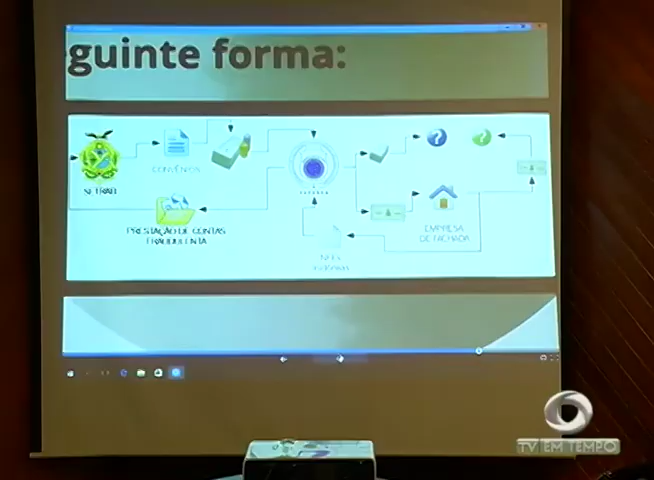 guinte forma:
CONVÊNIOS
SETRAB
PRESTAÇÃO DE CONTAS
FRAUDULENTA
EMPRESA
DE FACHADA
TV EM TEMPO